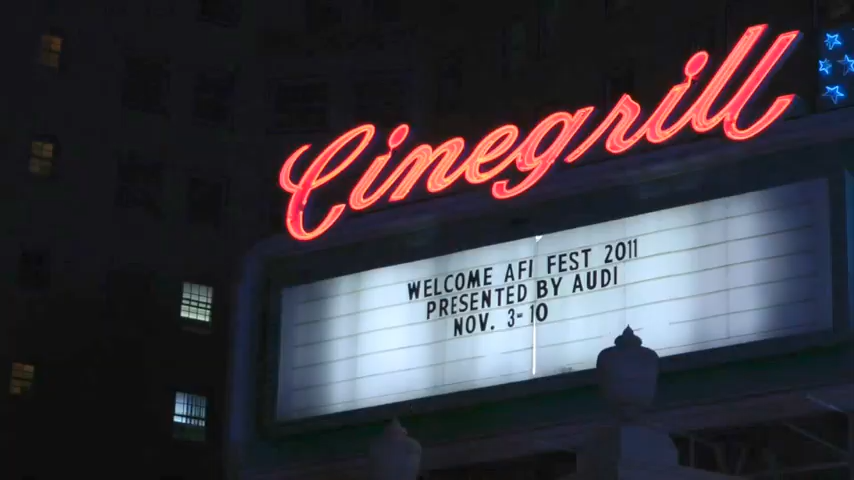 Cinegrill
WELCOME AFI FEST 2011
PRESENTED BY AUDI
NOV. 3-10